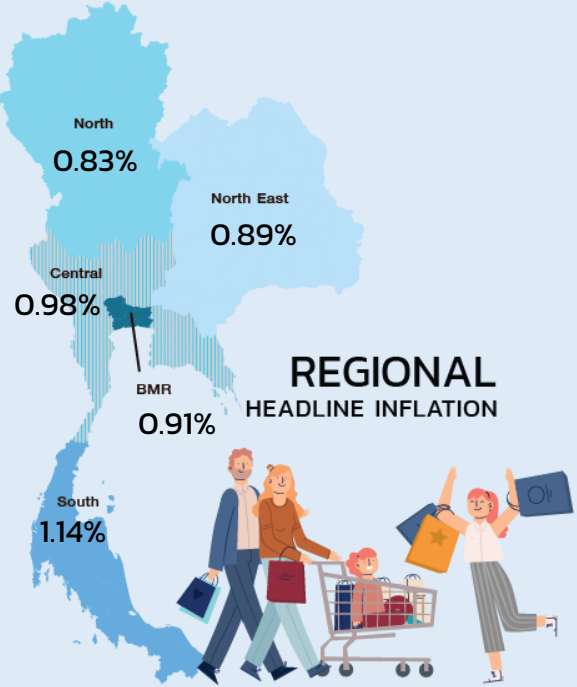 North
0.83%
North East
0.89%
Central
0.98%
BMR
0.91%
REGIONAL
HEADLINE INFLATION
South
1.14%